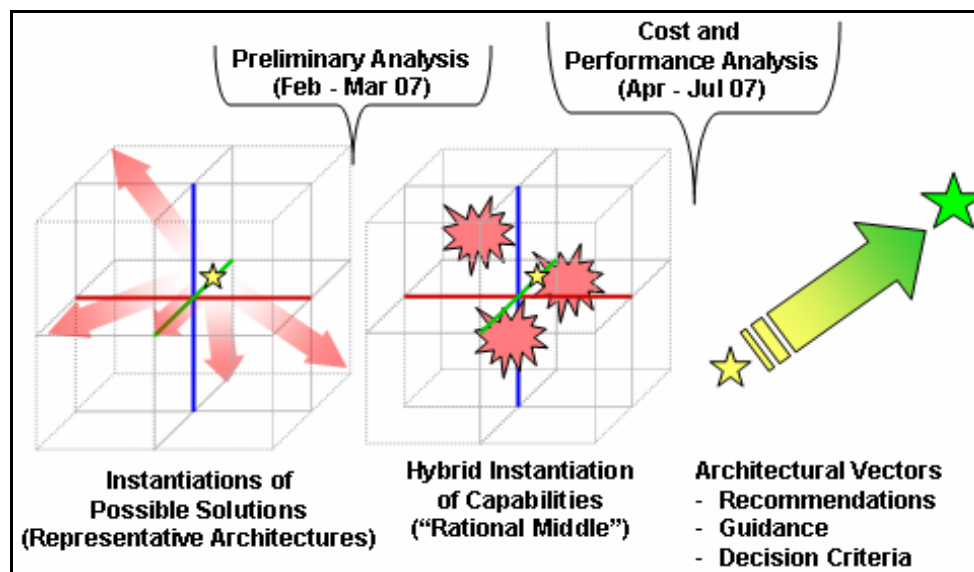 Preliminary Analysis
(Feb - Mar 07)
Cost and
Performance Analysis
(Apr - Jul 07)
Instantiations of
Possible Solutions
(Representative Architectures)
Hybrid Instantiation
of Capabilities
(“Rational Middle”)
Architectural Vectors
- Recommendations
- Guidance
- Decision Criteria